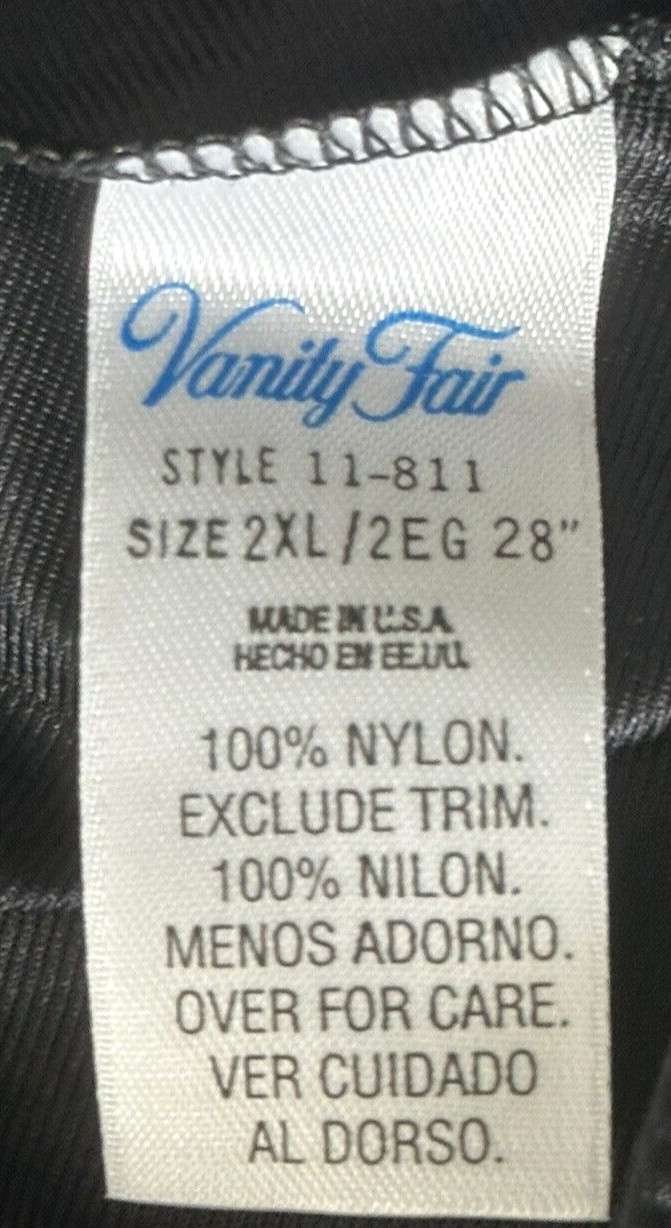 Vanity Fair
STYLE 11-811
SIZE 2XL/2EG 28"
MADE IN U.S.A.
HECHO EN EE.UU.
100% NYLON.
EXCLUDE TRIM.
100% NILON.
MENOS ADORNO.
OVER FOR CARE.
VER CUIDADO
AL DORSO.